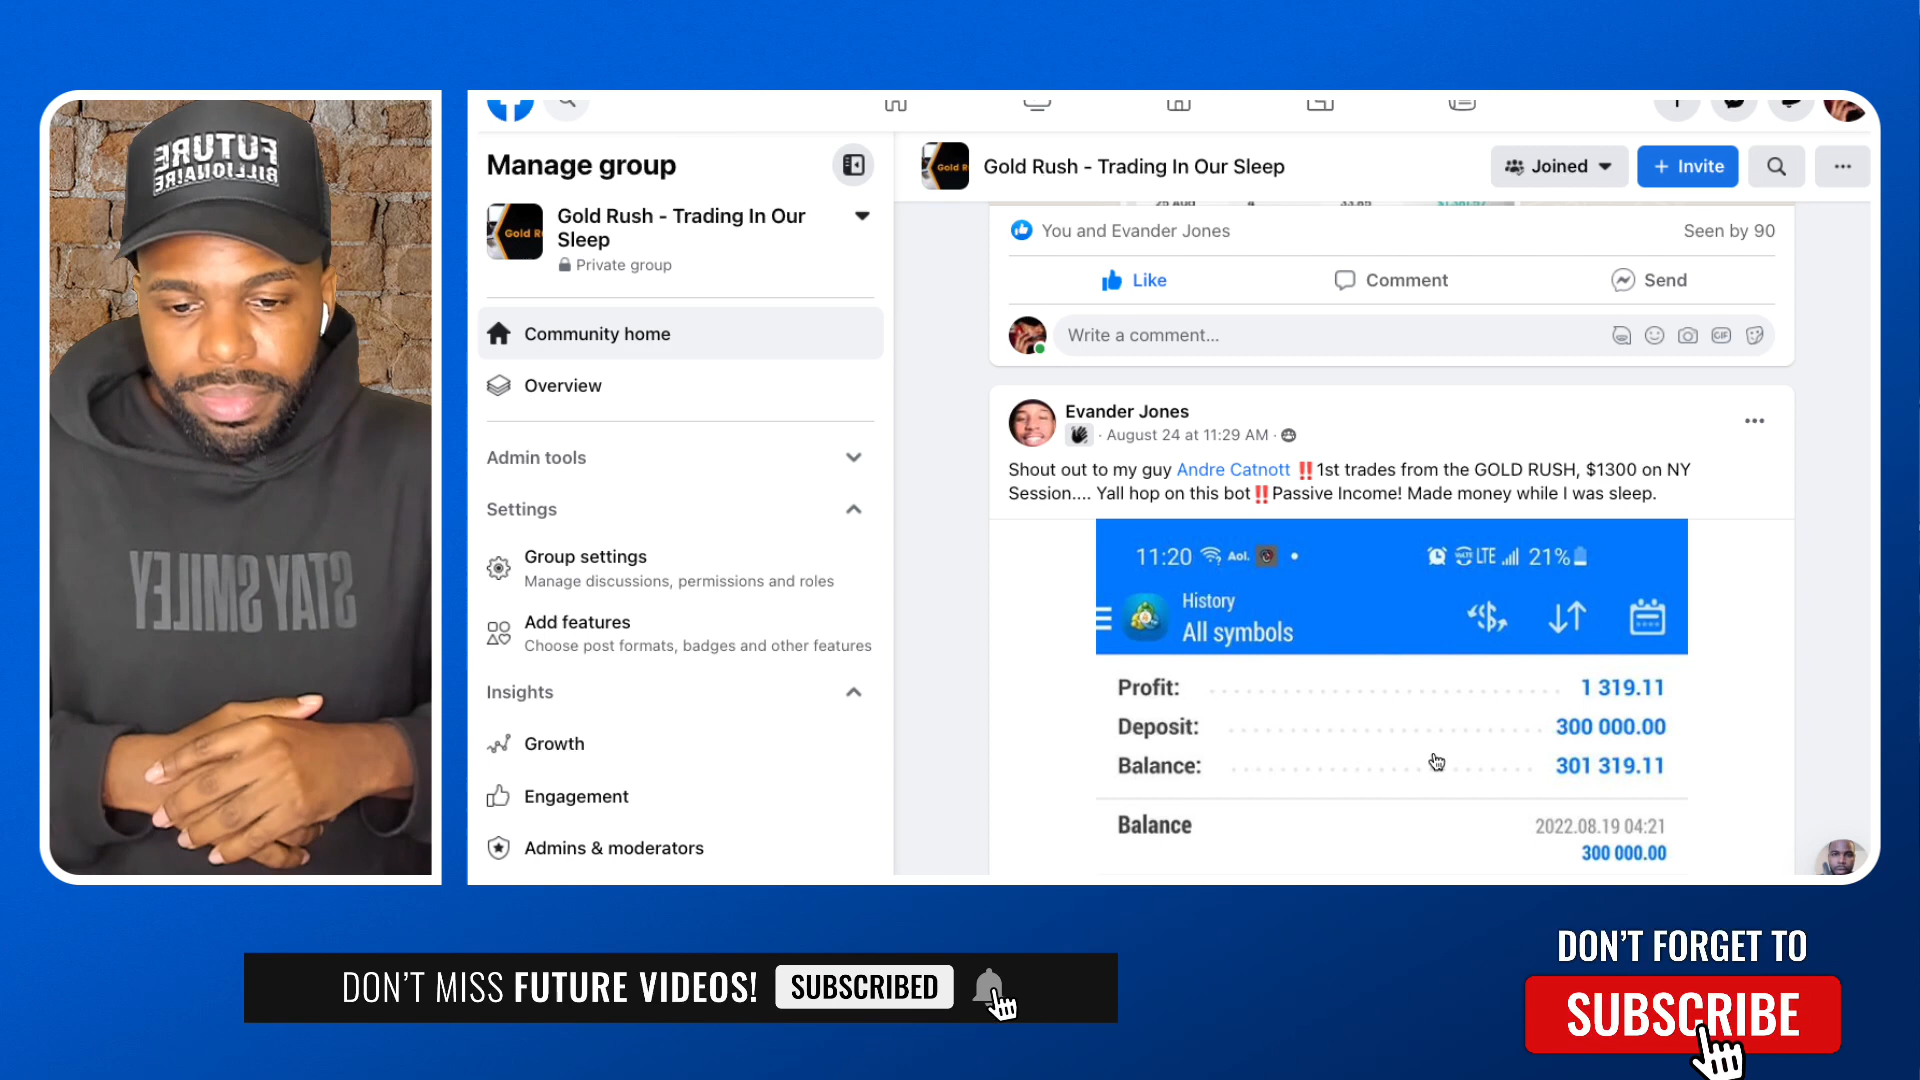 FUTURE
BILLIONAIRE
STAY SMILEY
Manage group
Gold R
Gold Rush - Trading In Our
Sleep
Private group
Community home
Overview
Admin tools
Settings
Group settings
Manage discussions, permissions and roles
Add features
Choose post formats, badges and other features
Insights
Growth
Engagement
Admins & moderators
Gold R
Gold Rush - Trading In Our Sleep
Joined
+ Invite
You and Evander Jones
Seen by 90
Like
Comment
Send
Write a comment...
GIF
Evander Jones
· August 24 at 11:29 AM ·
Shout out to my guy Andre Catnott ‼️1st trades from the GOLD RUSH, $1300 on NY
Session.... Yall hop on this bot‼️Passive Income! Made money while I was sleep.
11:20 Aol. • LTE 21%
History
All symbols
Profit: 1 319.11
Deposit: 300 000.00
Balance: 301 319.11
Balance 2022.08.19 04:21
300 000.00
DON'T MISS FUTURE VIDEOS! SUBSCRIBED
DON'T FORGET TO
SUBSCRIBE